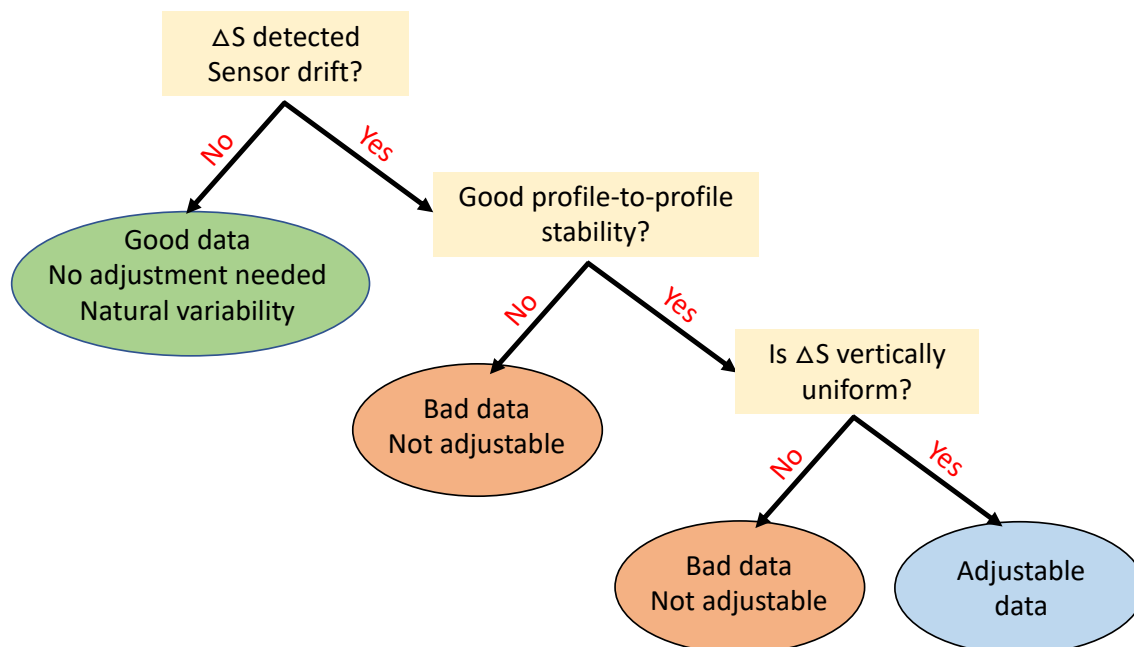 △S detected
Sensor drift?
No
Yes
Good data
No adjustment needed
Natural variability
Good profile-to-profile
stability?
No
Yes
Bad data
Not adjustable
Is △S vertically
uniform?
No
Yes
Bad data
Not adjustable
Adjustable
data